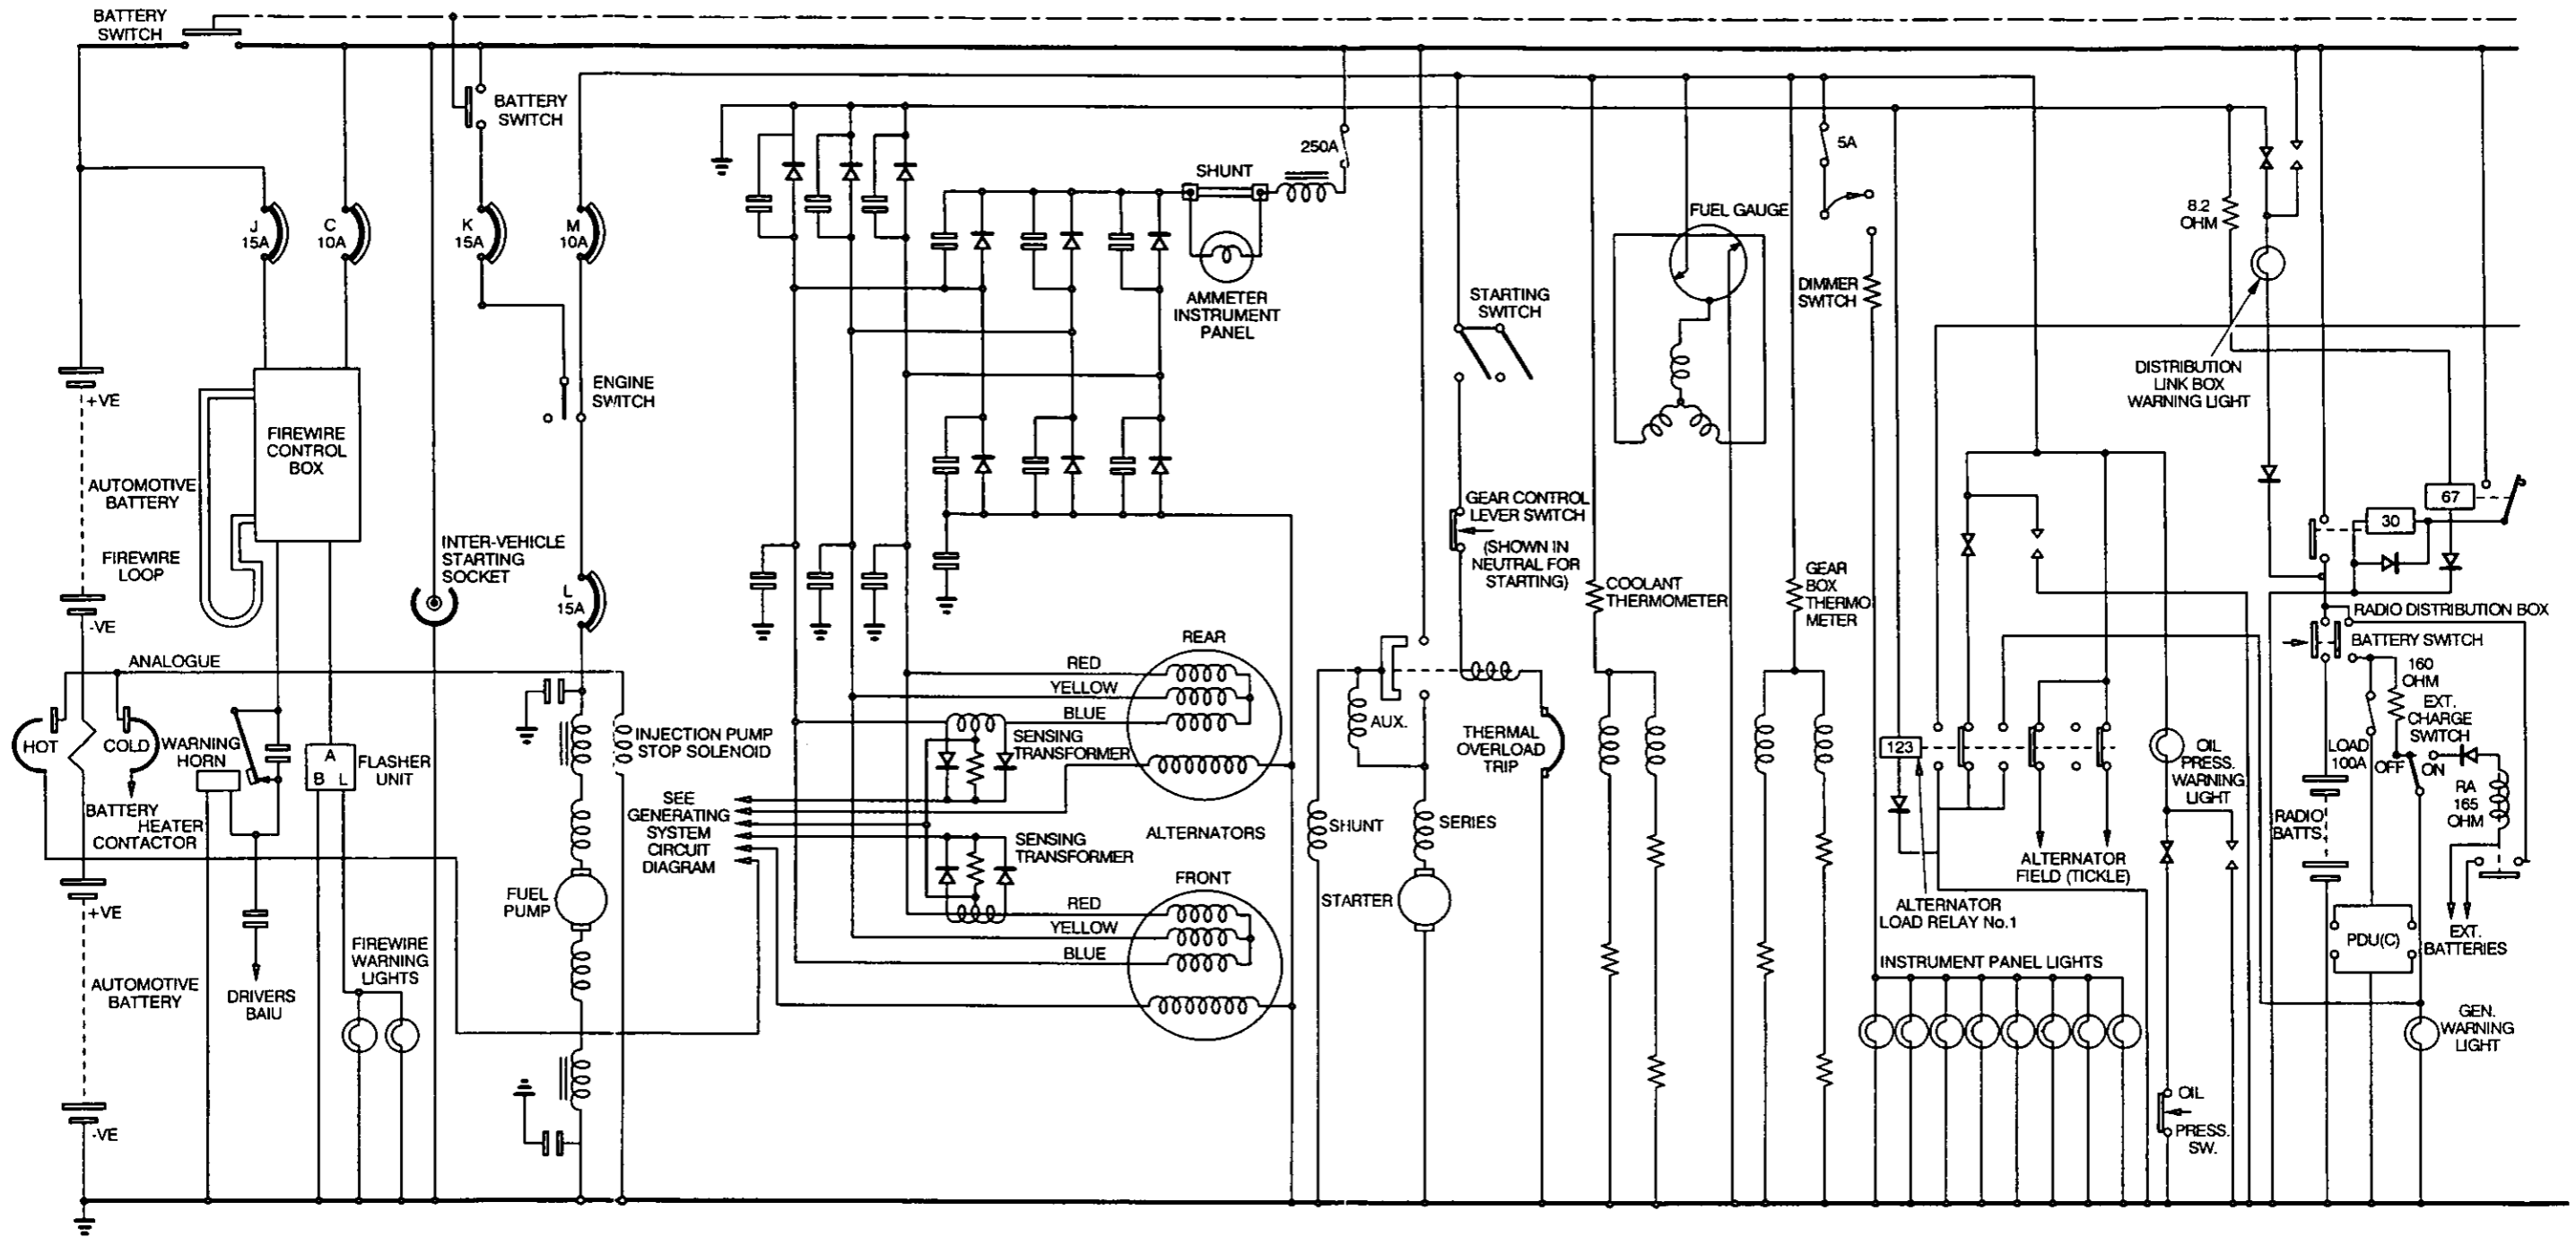 BATTERY
SWITCH
BATTERY
SWITCH
250A
5A
SHUNT
J
15A
C
10A
K
15A
M
10A
FUEL GAUGE
8.2
OHM
AMMETER
INSTRUMENT
PANEL
STARTING
SWITCH
DIMMER
SWITCH
+VE
ENGINE
SWITCH
DISTRIBUTION
LINK BOX
WARNING LIGHT
FIREWIRE
CONTROL
BOX
AUTOMOTIVE
BATTERY
GEAR CONTROL
LEVER SWITCH
(SHOWN IN
NEUTRAL FOR
STARTING)
67
30
FIREWIRE
LOOP
INTER-VEHICLE
STARTING
SOCKET
L
15A
COOLANT
THERMOMETER
GEAR
BOX
THERMO
METER
-VE
RADIO DISTRIBUTION BOX
BATTERY SWITCH
ANALOGUE
REAR
RED
YELLOW
BLUE
160
OHM
EXT.
CHARGE
SWITCH
HOT
COLD
WARNING
HORN
A
B L
FLASHER
UNIT
INJECTION PUMP
STOP SOLENOID
SENSING
TRANSFORMER
AUX.
THERMAL
OVERLOAD
TRIP
123
OIL
PRESS.
WARNING
LIGHT
LOAD
100A
OFF
ON
RA
165
OHM
BATTERY
HEATER
CONTACTOR
SEE
GENERATING
SYSTEM
CIRCUIT
DIAGRAM
ALTERNATORS
SHUNT
SERIES
RADIO
BATTS.
SENSING
TRANSFORMER
ALTERNATOR
FIELD (TICKLE)
FRONT
FUEL
PUMP
RED
YELLOW
BLUE
STARTER
ALTERNATOR
LOAD RELAY No.1
+VE
PDU(C)
EXT.
BATTERIES
FIREWIRE
WARNING
LIGHTS
INSTRUMENT PANEL LIGHTS
AUTOMOTIVE
BATTERY
DRIVERS
BAIU
GEN.
WARNING
LIGHT
-VE
OIL
PRESS.
SW.